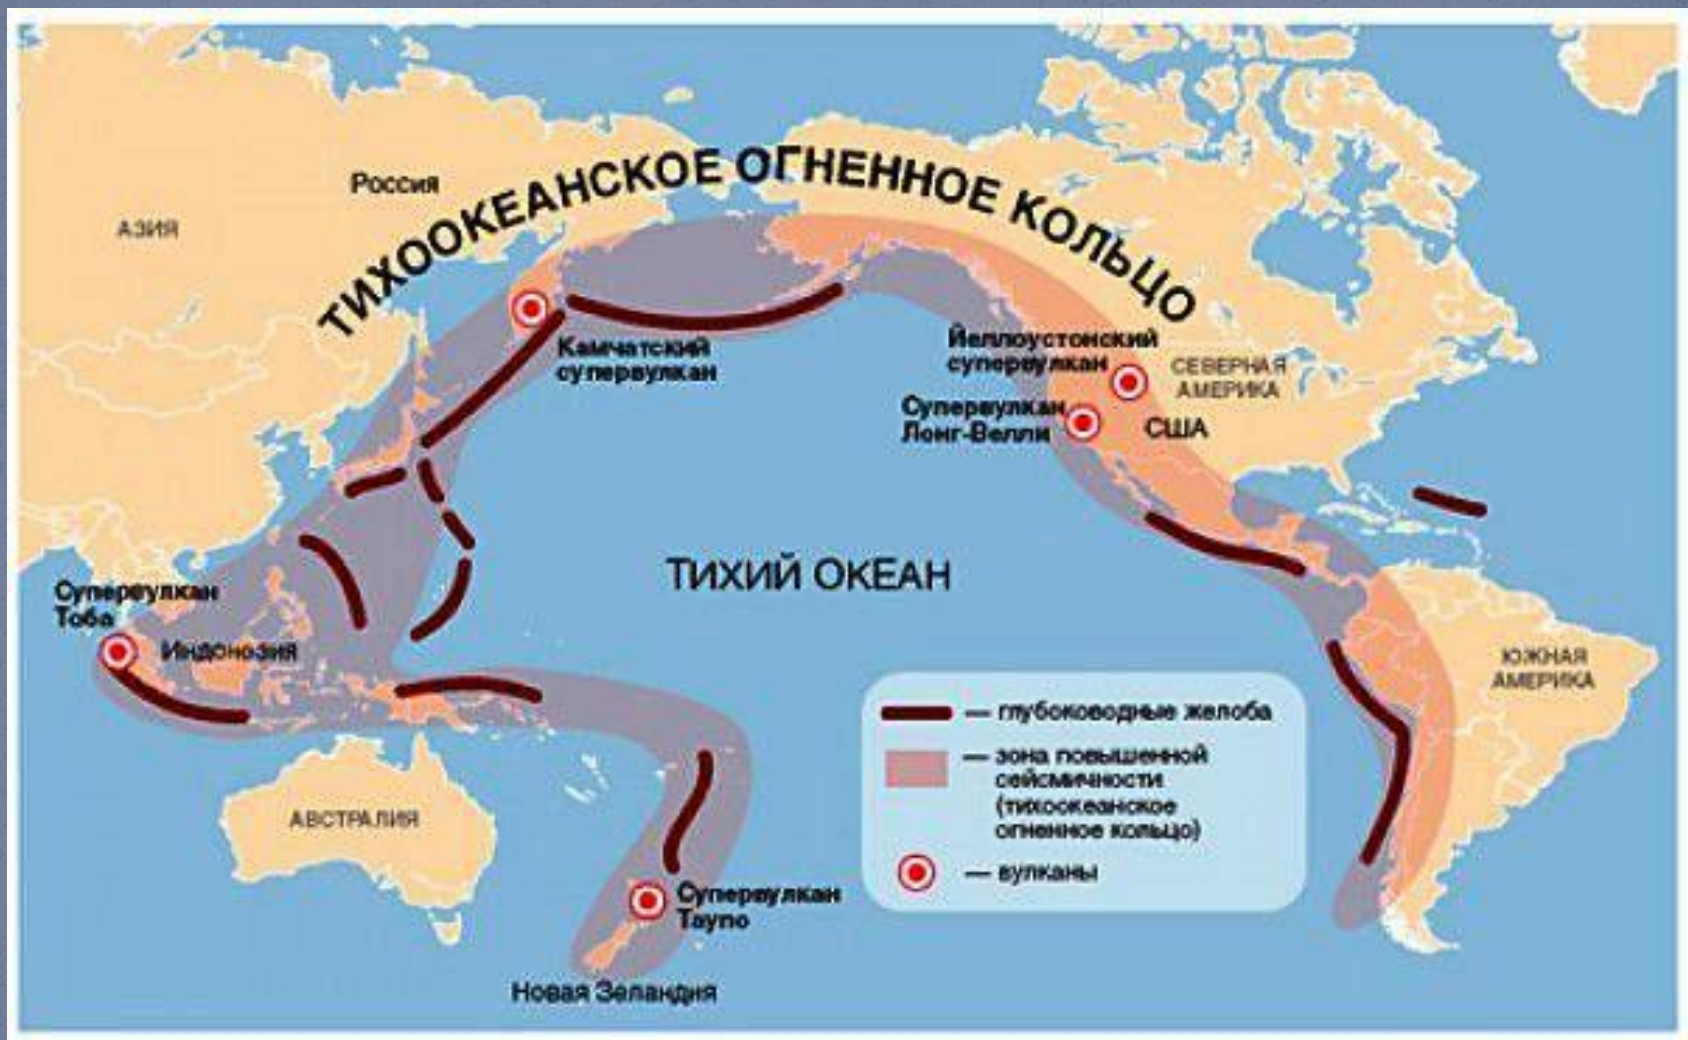 ТИХООКЕАНСКОЕ ОГНЕННОЕ КОЛЬЦО
Россия
АЗИЯ
Камчатский
супервулкан
Йеллоустонский
супервулкан
СЕВЕРНАЯ
АМЕРИКА
Супервулкан
Лонг-Велли
США
ТИХИЙ ОКЕАН
Супервулкан
Тоба
Индонозия
ЮЖНАЯ
АМЕРИКА
АВСТРАЛИЯ
— глубоководные желоба
— зона повышенной
сейсмичности
(тихоокеанское
огненное кольцо)
— вулканы
Супервулкан
Таупо
Новая Зеландия